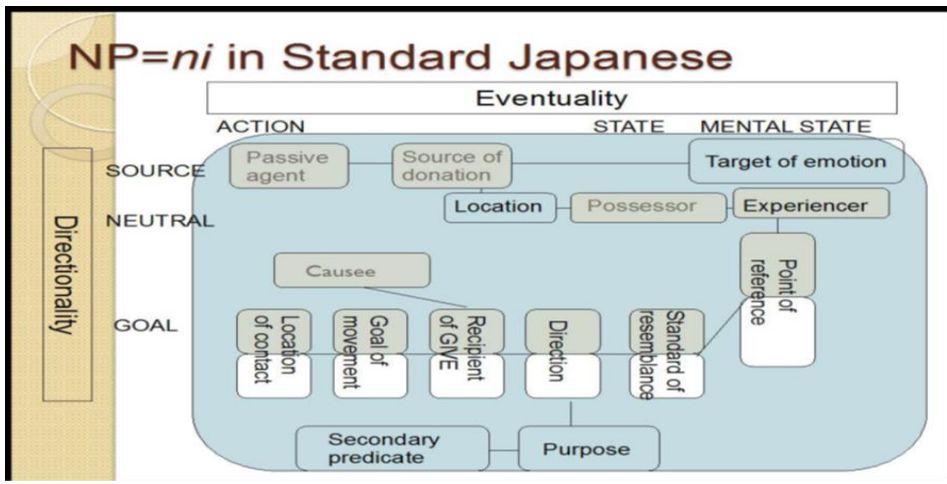 NP=ni in Standard Japanese
Eventuality
ACTION
STATE
MENTAL STATE
Directionality
SOURCE
Passive
agent
Source of
donation
Target of emotion
NEUTRAL
Location
Possessor
Experiencer
Causee
Point of
reference
GOAL
Location
of contact
Goal of
movement
Recipient
of GIVE
Direction
Standard of
resemblance
Secondary
predicate
Purpose